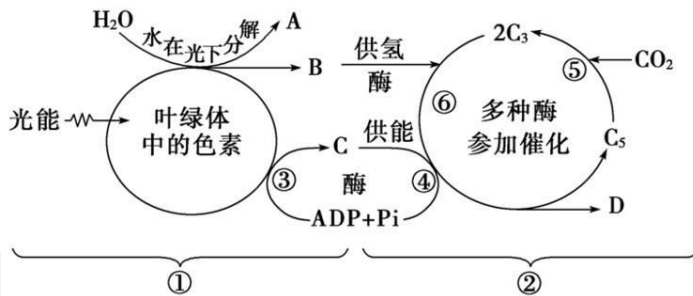 H₂O
水在光下分解
A
B
供氢
酶
2C₃
⑤
CO₂
光能
叶绿体
中的色素
⑥
多种酶
参加催化
C₅
C
供能
③
酶
④
ADP+Pi
D
①
②